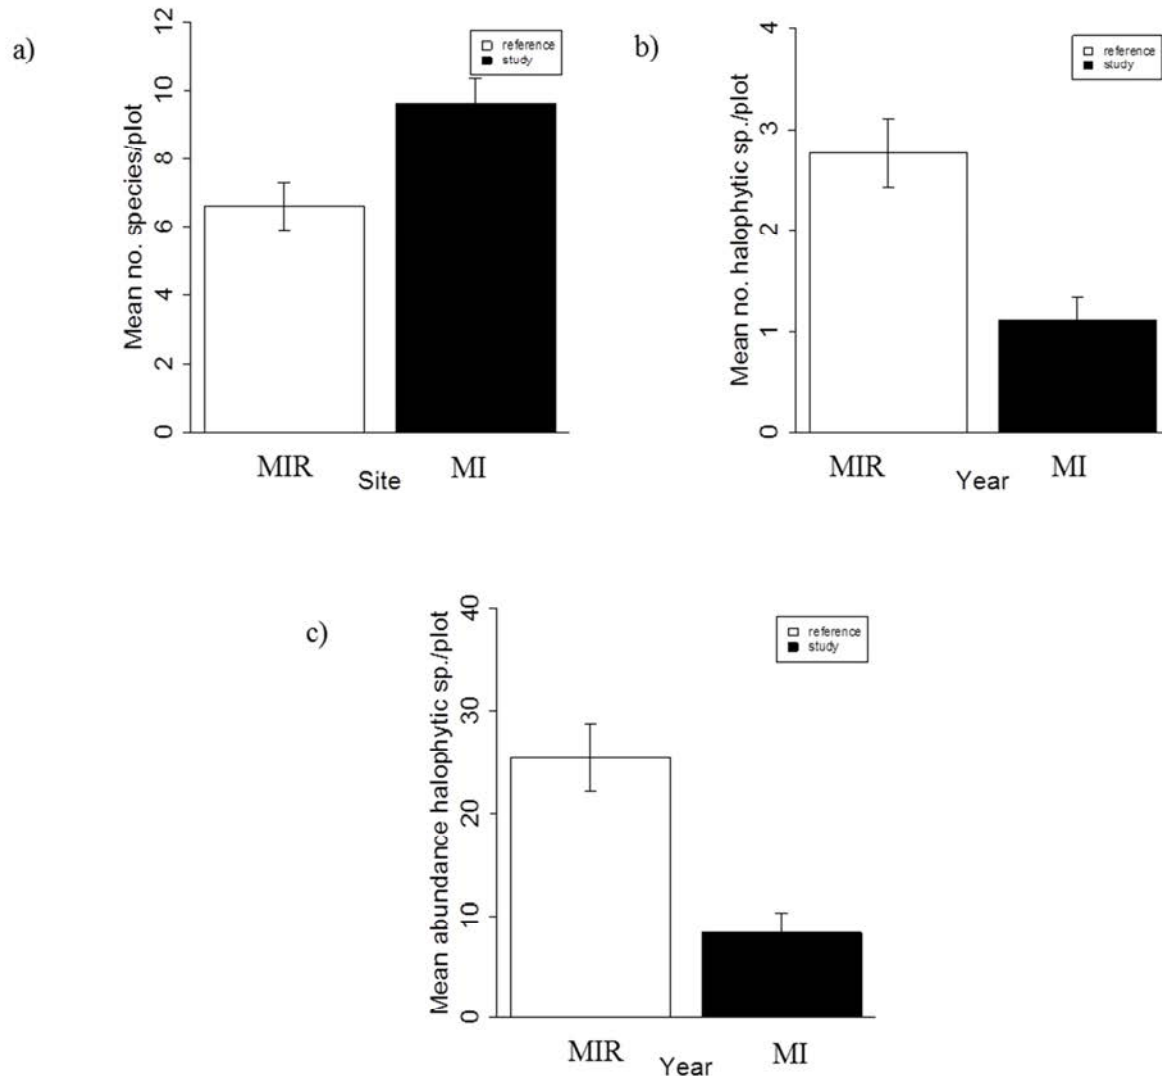 a)
reference
study
Mean no. species/plot
0
2
4
6
8
10
12
MIR
MI
Site
b)
reference
study
Mean no. halophytic sp./plot
0
1
2
3
4
MIR
MI
Year
c)
reference
study
Mean abundance halophytic sp./plot
0
10
20
30
40
MIR
MI
Year